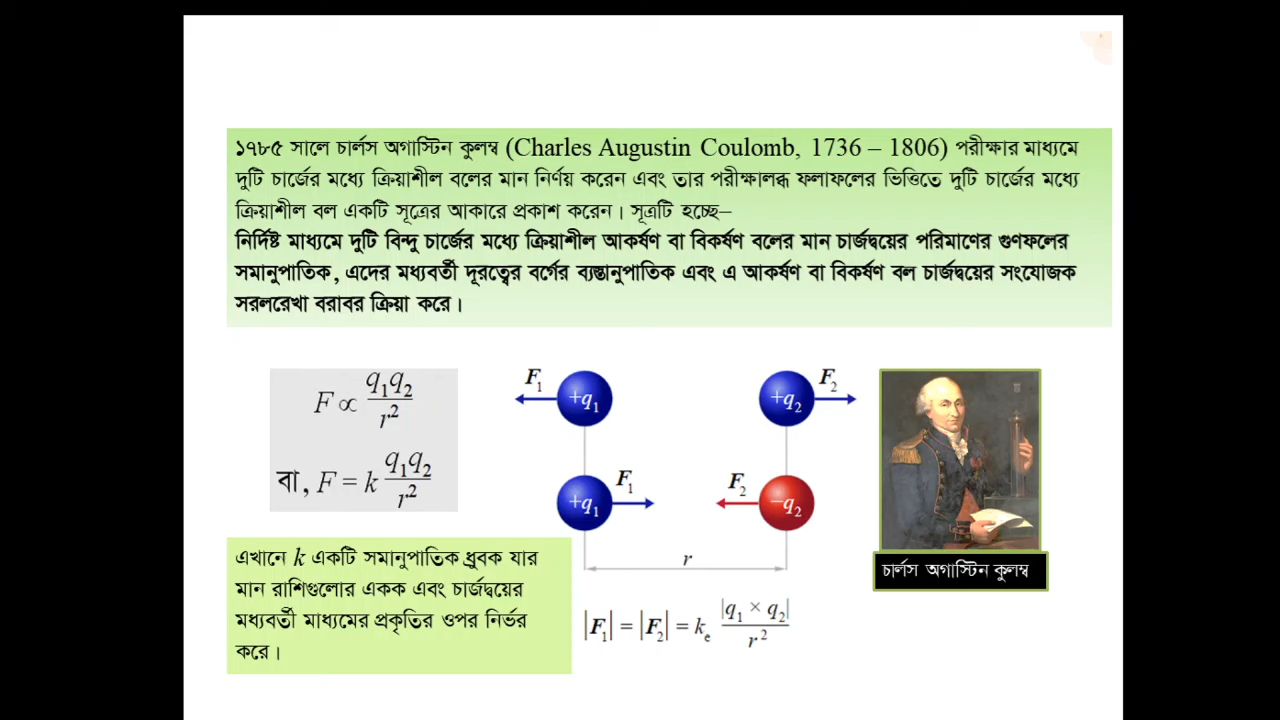 ১৭৮৫ সালে চার্লস অগাস্টিন কুলম্ব (Charles Augustin Coulomb, 1736 – 1806) পরীক্ষার মাধ্যমে
দুটি চার্জের মধ্যে ক্রিয়াশীল বলের মান নির্ণয় করেন এবং তার পরীক্ষালব্ধ ফলাফলের ভিত্তিতে দুটি চার্জের মধ্যে
ক্রিয়াশীল বল একটি সূত্রের আকারে প্রকাশ করেন। সূত্রটি হচ্ছে–
নির্দিষ্ট মাধ্যমে দুটি বিন্দু চার্জের মধ্যে ক্রিয়াশীল আকর্ষণ বা বিকর্ষণ বলের মান চার্জদ্বয়ের পরিমাণের গুণফলের
সমানুপাতিক, এদের মধ্যবর্তী দূরত্বের বর্গের ব্যস্তানুপাতিক এবং এ আকর্ষণ বা বিকর্ষণ বল চার্জদ্বয়ের সংযোজক
সরলরেখা বরাবর ক্রিয়া করে।
F ∝ q₁q₂ / r²
বা, F = k q₁q₂ / r²
F₁ +q₁ +q₂ F₂
+q₁ F₁ F₂ −q₂
r
|F₁| = |F₂| = kₑ |q₁ × q₂| / r²
চার্লস অগাস্টিন কুলম্ব
এখানে k একটি সমানুপাতিক ধ্রুবক যার
মান রাশিগুলোর একক এবং চার্জদ্বয়ের
মধ্যবর্তী মাধ্যমের প্রকৃতির ওপর নির্ভর
করে।